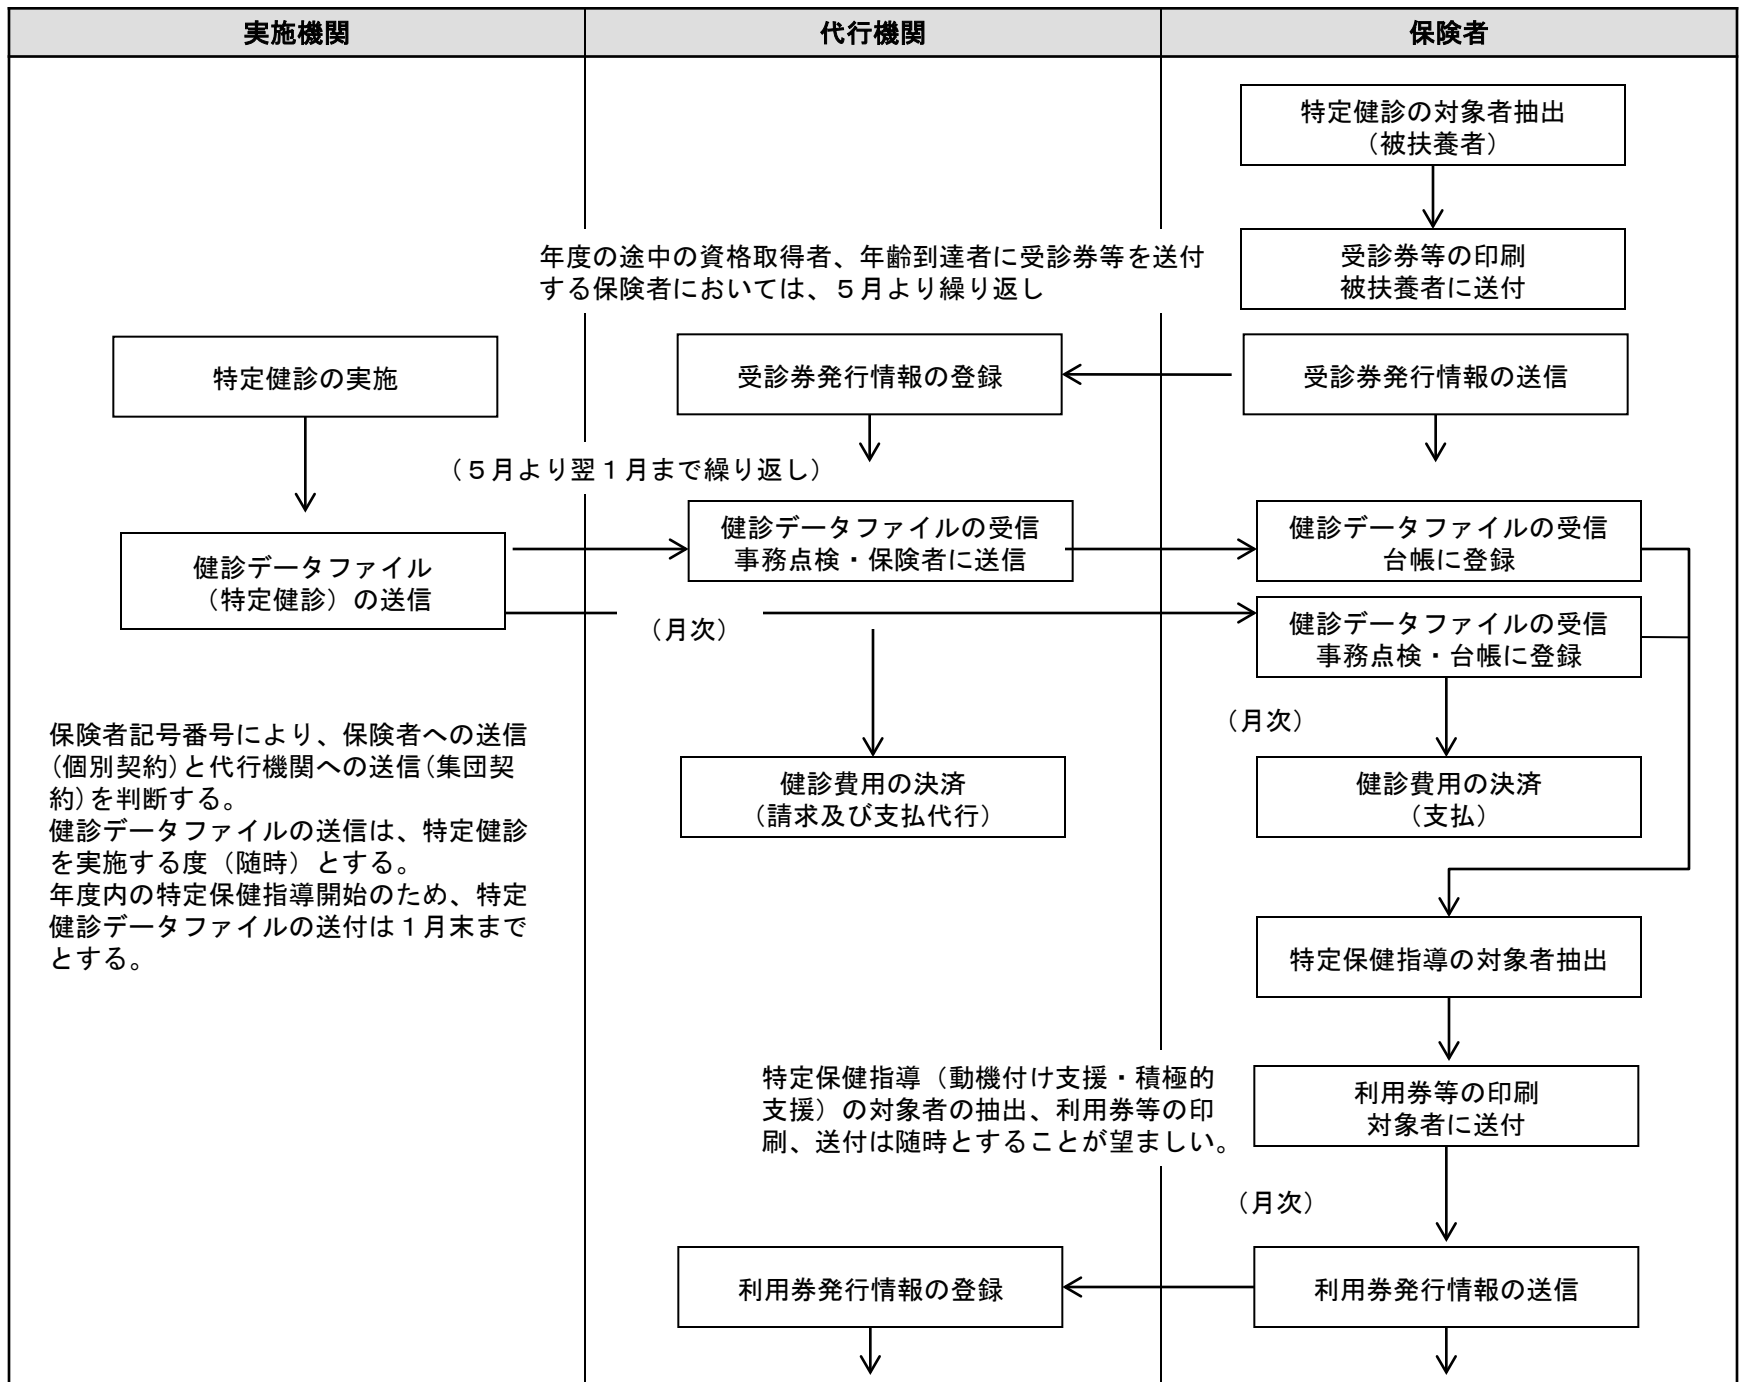 実施機関
代行機関
保険者
特定健診の対象者抽出
（被扶養者）
年度の途中の資格取得者、年齢到達者に受診券等を送付
する保険者においては、５月より繰り返し
受診券等の印刷
被扶養者に送付
特定健診の実施
受診券発行情報の登録
受診券発行情報の送信
（５月より翌１月まで繰り返し）
健診データファイル
（特定健診）の送信
健診データファイルの受信
事務点検・保険者に送信
健診データファイルの受信
台帳に登録
（月次）
健診データファイルの受信
事務点検・台帳に登録
（月次）
保険者記号番号により、保険者への送信
(個別契約)と代行機関への送信(集団契
約)を判断する。
健診データファイルの送信は、特定健診
を実施する度（随時）とする。
年度内の特定保健指導開始のため、特定
健診データファイルの送付は１月末まで
とする。
健診費用の決済
（請求及び支払代行）
健診費用の決済
（支払）
特定保健指導の対象者抽出
特定保健指導（動機付け支援・積極的
支援）の対象者の抽出、利用券等の印
刷、送付は随時とすることが望ましい。
利用券等の印刷
対象者に送付
（月次）
利用券発行情報の登録
利用券発行情報の送信